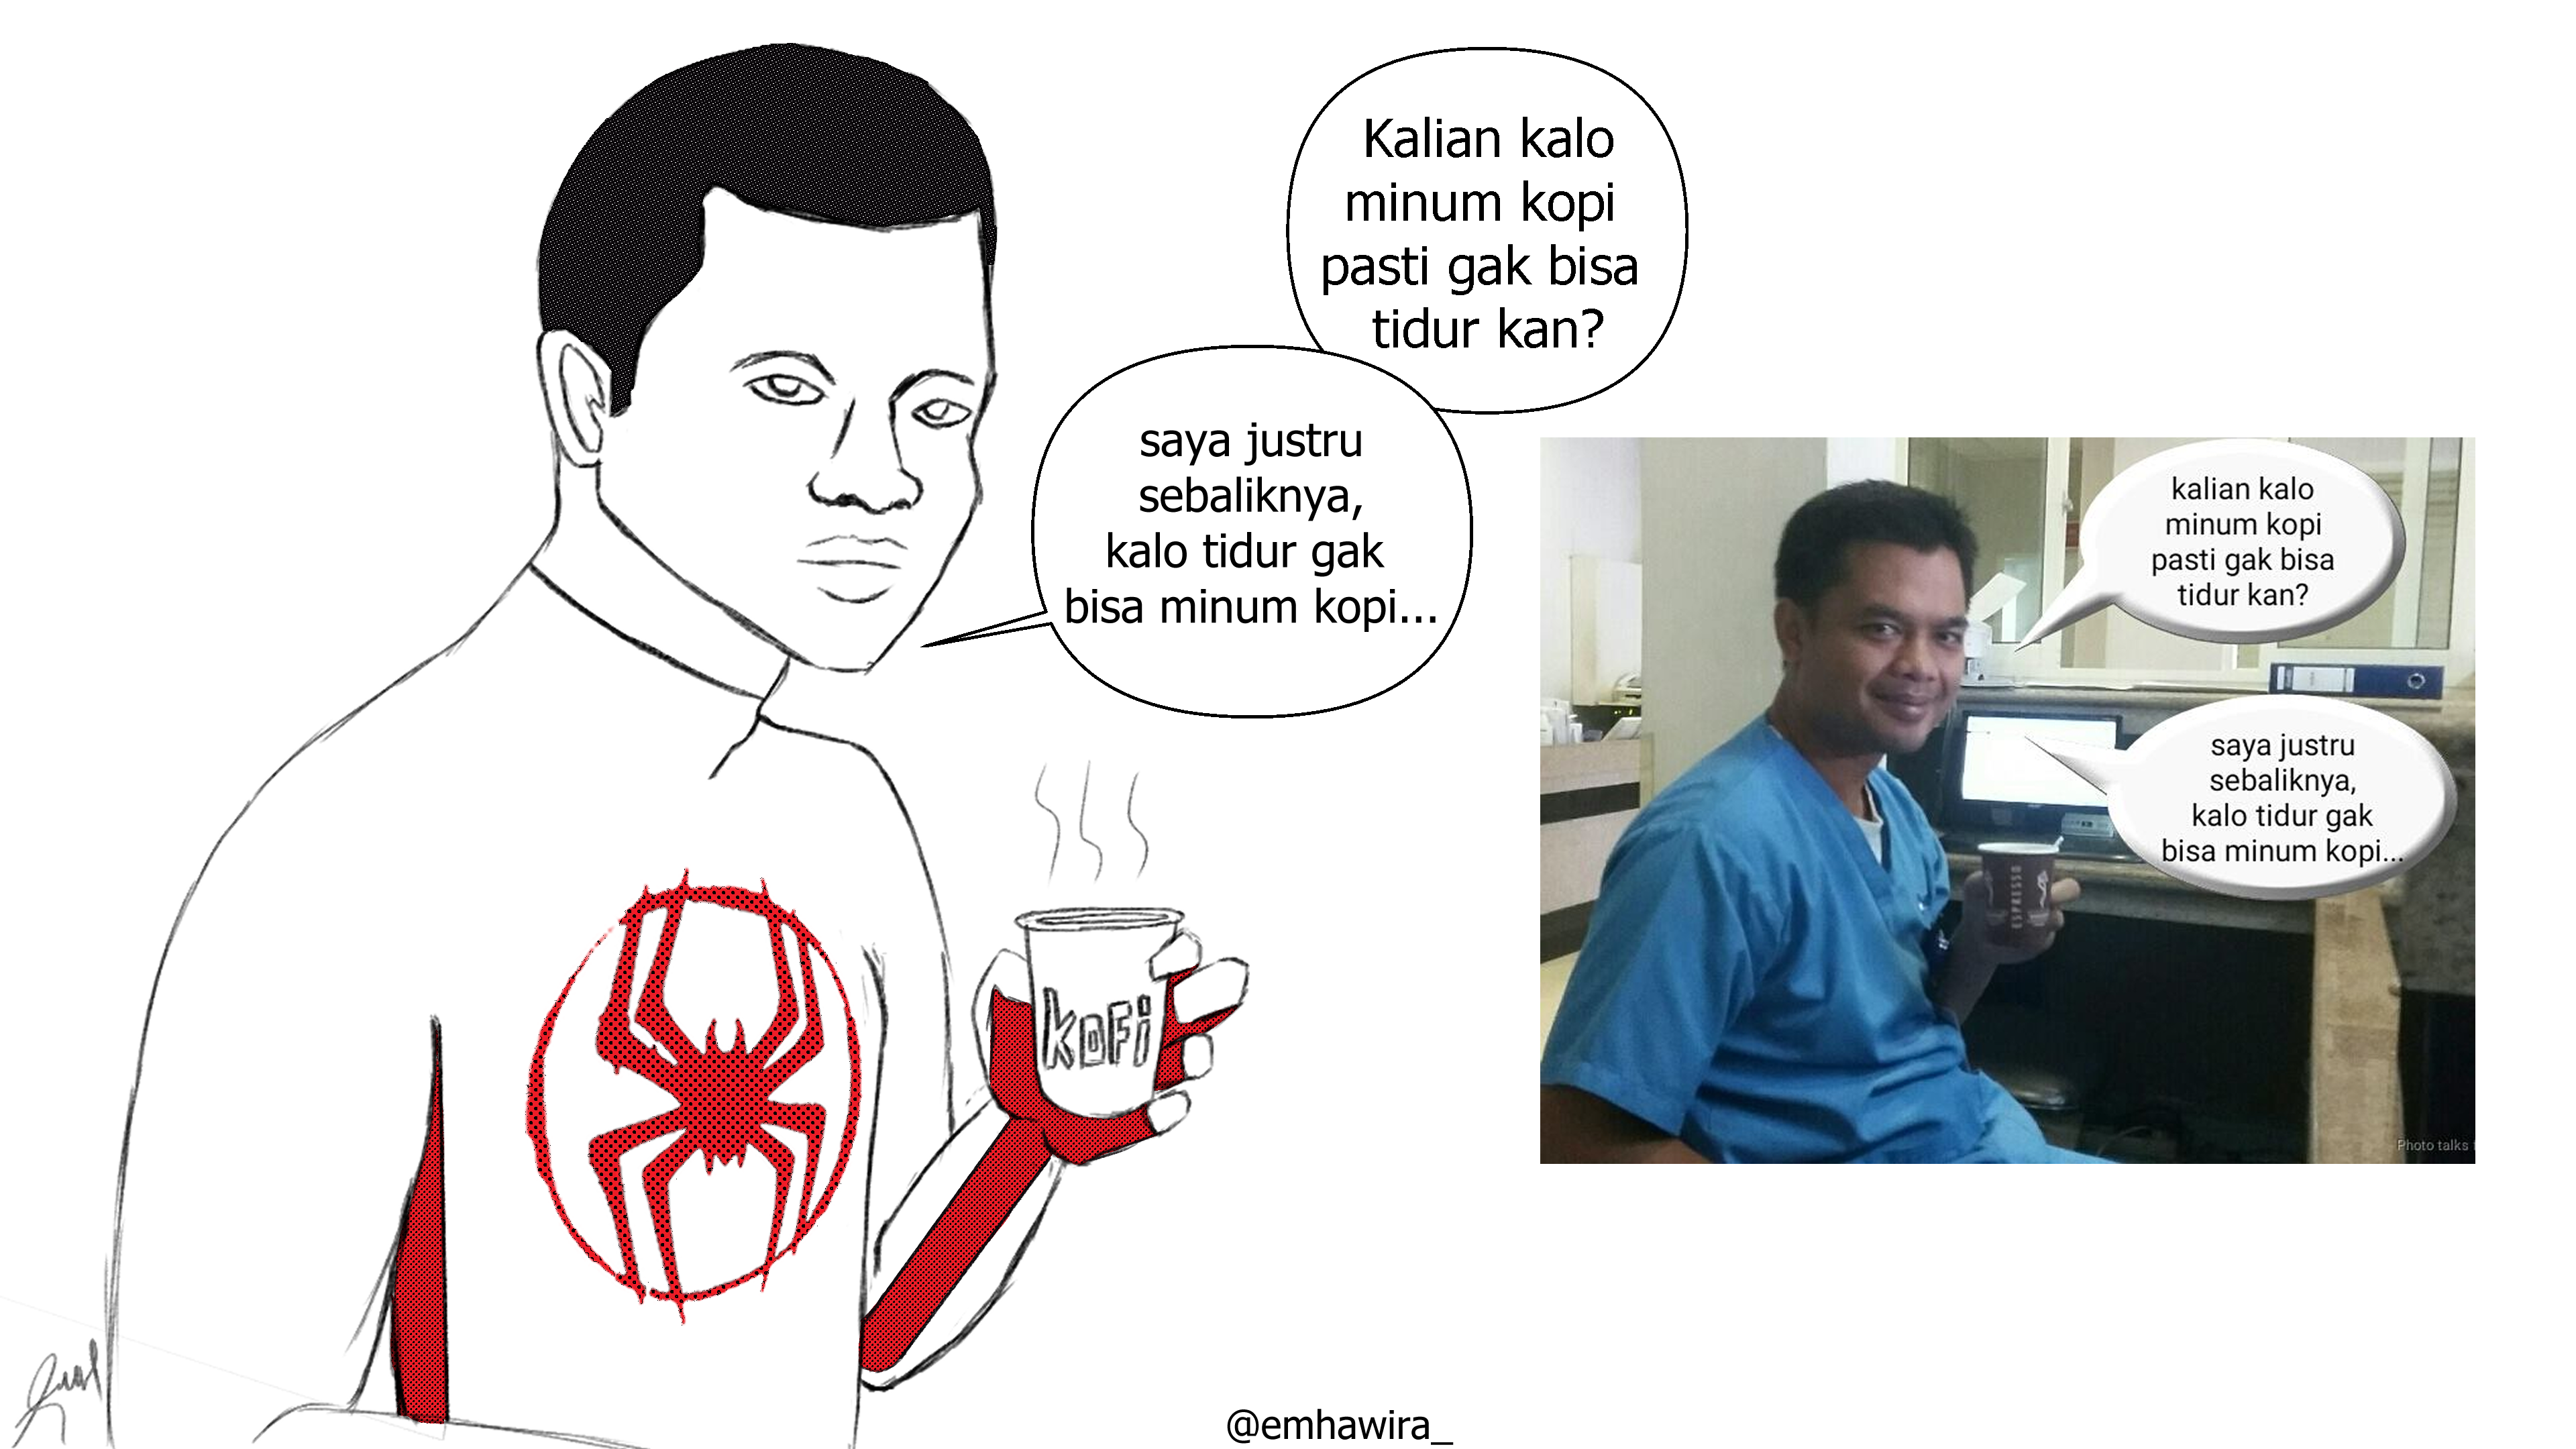 Kalian kalo
minum kopi
pasti gak bisa
tidur kan?
saya justru
sebaliknya,
kalo tidur gak
bisa minum kopi...
KOFi
kalian kalo
minum kopi
pasti gak bisa
tidur kan?
saya justru
sebaliknya,
kalo tidur gak
bisa minum kopi...
ESPRESSO
Photo talks
@emhawira_